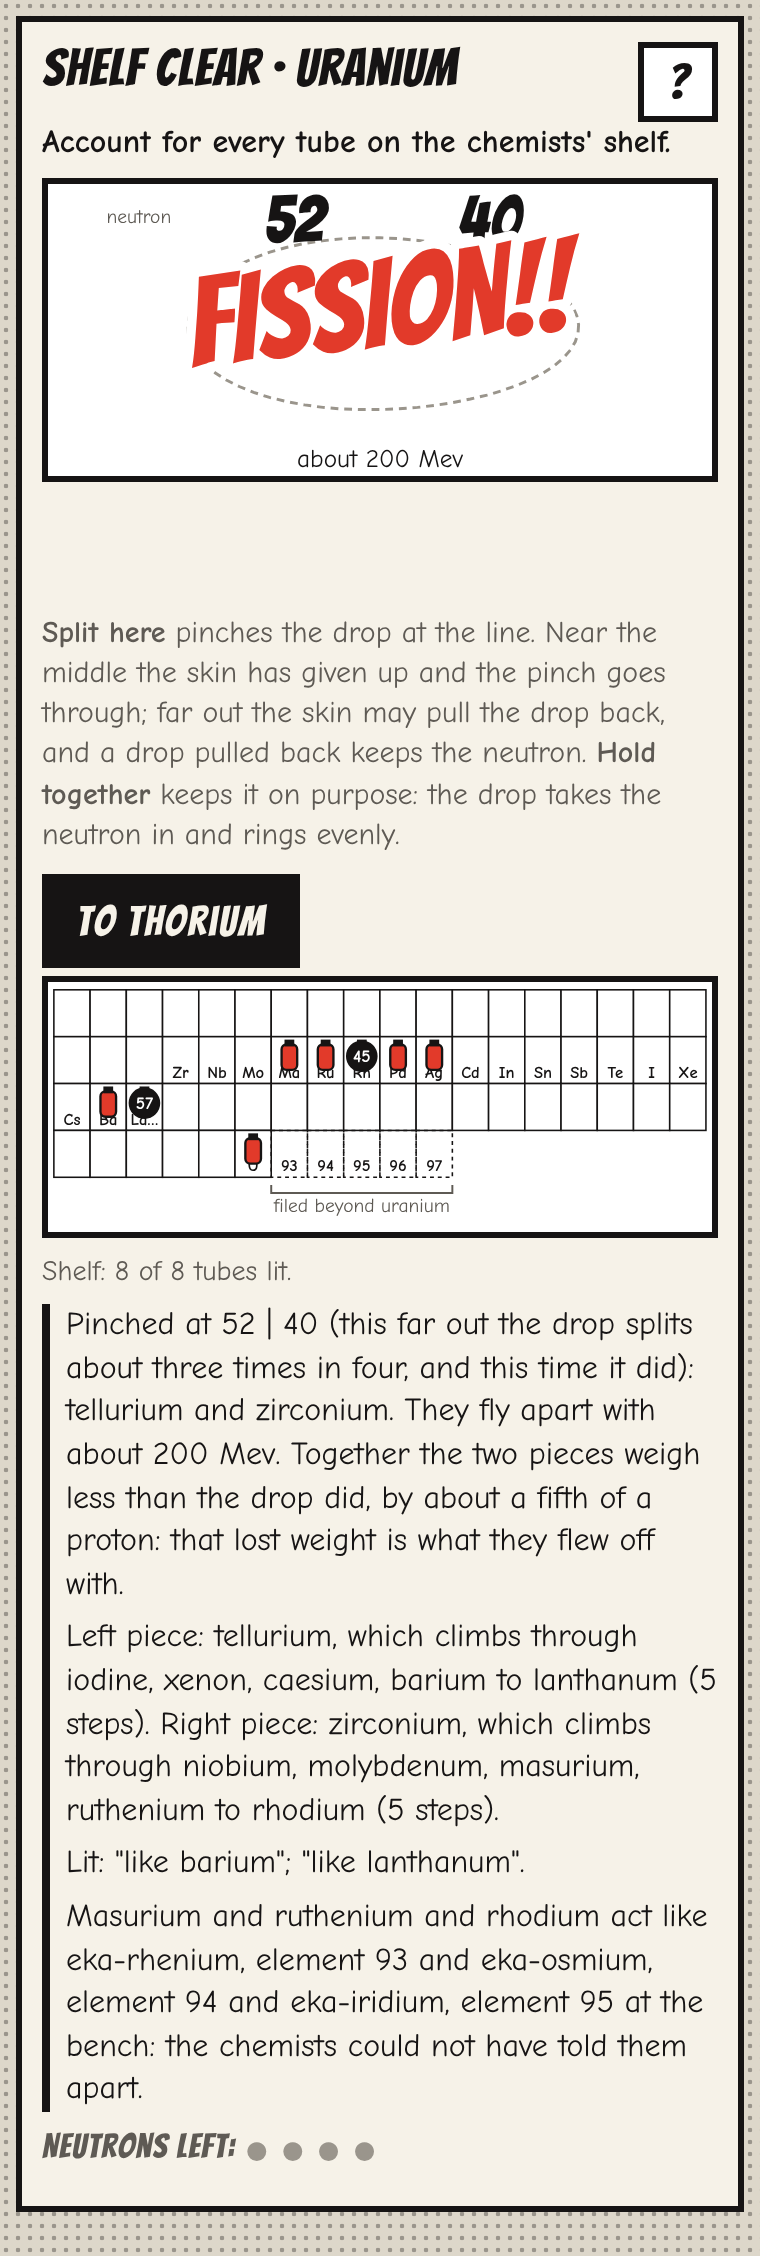 SHELF CLEAR · URANIUM
?
Account for every tube on the chemists' shelf.
neutron
52
40
FISSION!!
about 200 Mev
Split here pinches the drop at the line. Near the
middle the skin has given up and the pinch goes
through; far out the skin may pull the drop back,
and a drop pulled back keeps the neutron. Hold
together keeps it on purpose: the drop takes the
neutron in and rings evenly.
TO THORIUM
45
Zr Nb Mo Ma Ru Rh Pd Ag Cd In Sn Sb Te I Xe
57
Cs Ba La...
93 94 95 96 97
filed beyond uranium
Shelf: 8 of 8 tubes lit.
Pinched at 52 | 40 (this far out the drop splits
about three times in four, and this time it did):
tellurium and zirconium. They fly apart with
about 200 Mev. Together the two pieces weigh
less than the drop did, by about a fifth of a
proton: that lost weight is what they flew off
with.
Left piece: tellurium, which climbs through
iodine, xenon, caesium, barium to lanthanum (5
steps). Right piece: zirconium, which climbs
through niobium, molybdenum, masurium,
ruthenium to rhodium (5 steps).
Lit: "like barium"; "like lanthanum".
Masurium and ruthenium and rhodium act like
eka-rhenium, element 93 and eka-osmium,
element 94 and eka-iridium, element 95 at the
bench: the chemists could not have told them
apart.
NEUTRONS LEFT: